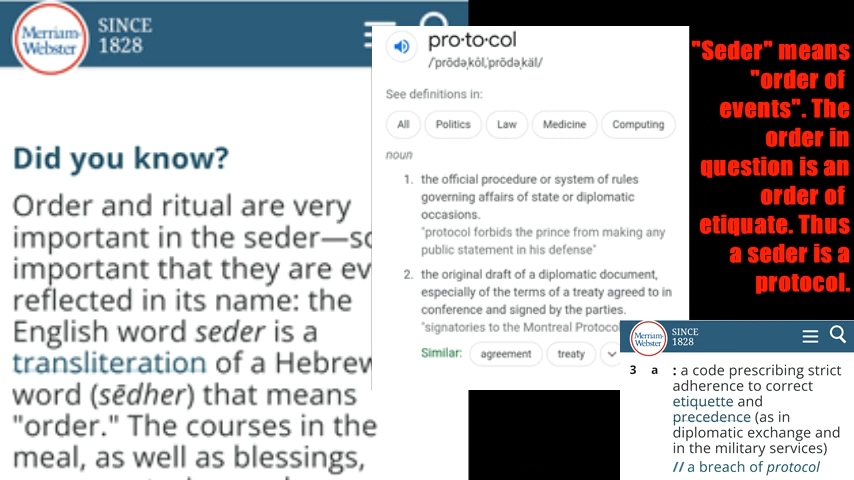 Merriam-
Webster
SINCE
1828
Did you know?
Order and ritual are very
important in the seder—so
important that they are ev
reflected in its name: the
English word seder is a
transliteration of a Hebrew
word (sēdher) that means
"order." The courses in the
meal, as well as blessings,
pro·to·col
/ˈprōdəˌkôl,ˈprōdəˌkäl/
See definitions in:
All
Politics
Law
Medicine
Computing
noun
1. the official procedure or system of rules
governing affairs of state or diplomatic
occasions.
"protocol forbids the prince from making any
public statement in his defense"
2. the original draft of a diplomatic document,
especially of the terms of a treaty agreed to in
conference and signed by the parties.
"signatories to the Montreal Protoco
Similar:
agreement
treaty
"Seder" means
"order of
events". The
order in
question is an
order of
etiquate. Thus
a seder is a
protocol.
Merriam-
Webster
SINCE
1828
3 a : a code prescribing strict
adherence to correct
etiquette and
precedence (as in
diplomatic exchange and
in the military services)
// a breach of protocol